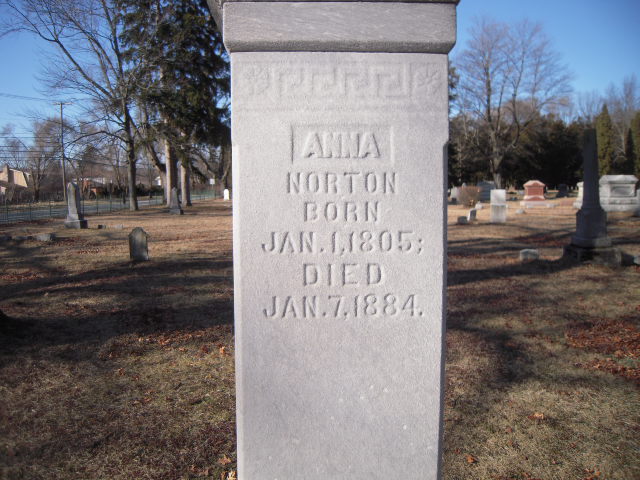 ANNA
NORTON
BORN
JAN. 1, 1805;
DIED
JAN. 7, 1884.